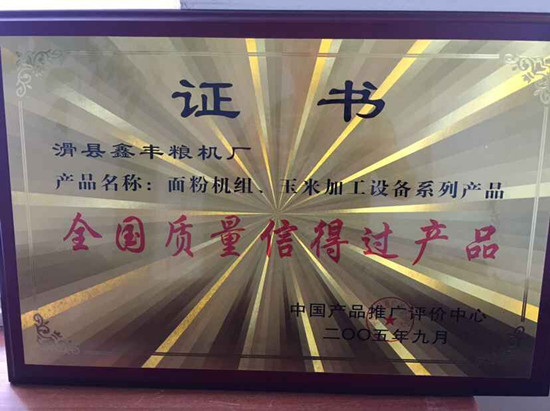 证书
滑县鑫丰粮机厂
产品名称：面粉机组、玉米加工设备系列产品
全国质量信得过产品
中国产品推广评价中心
二〇〇五年九月